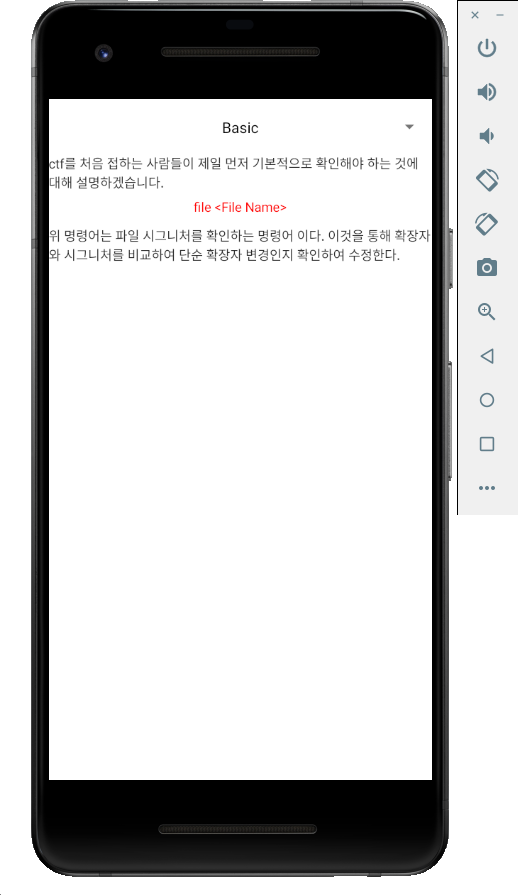 Basic
ctf를 처음 접하는 사람들이 제일 먼저 기본적으로 확인해야 하는 것에
대해 설명하겠습니다.
file <File Name>
위 명령어는 파일 시그니처를 확인하는 명령어 이다. 이것을 통해 확장자
와 시그니처를 비교하여 단순 확장자 변경인지 확인하여 수정한다.